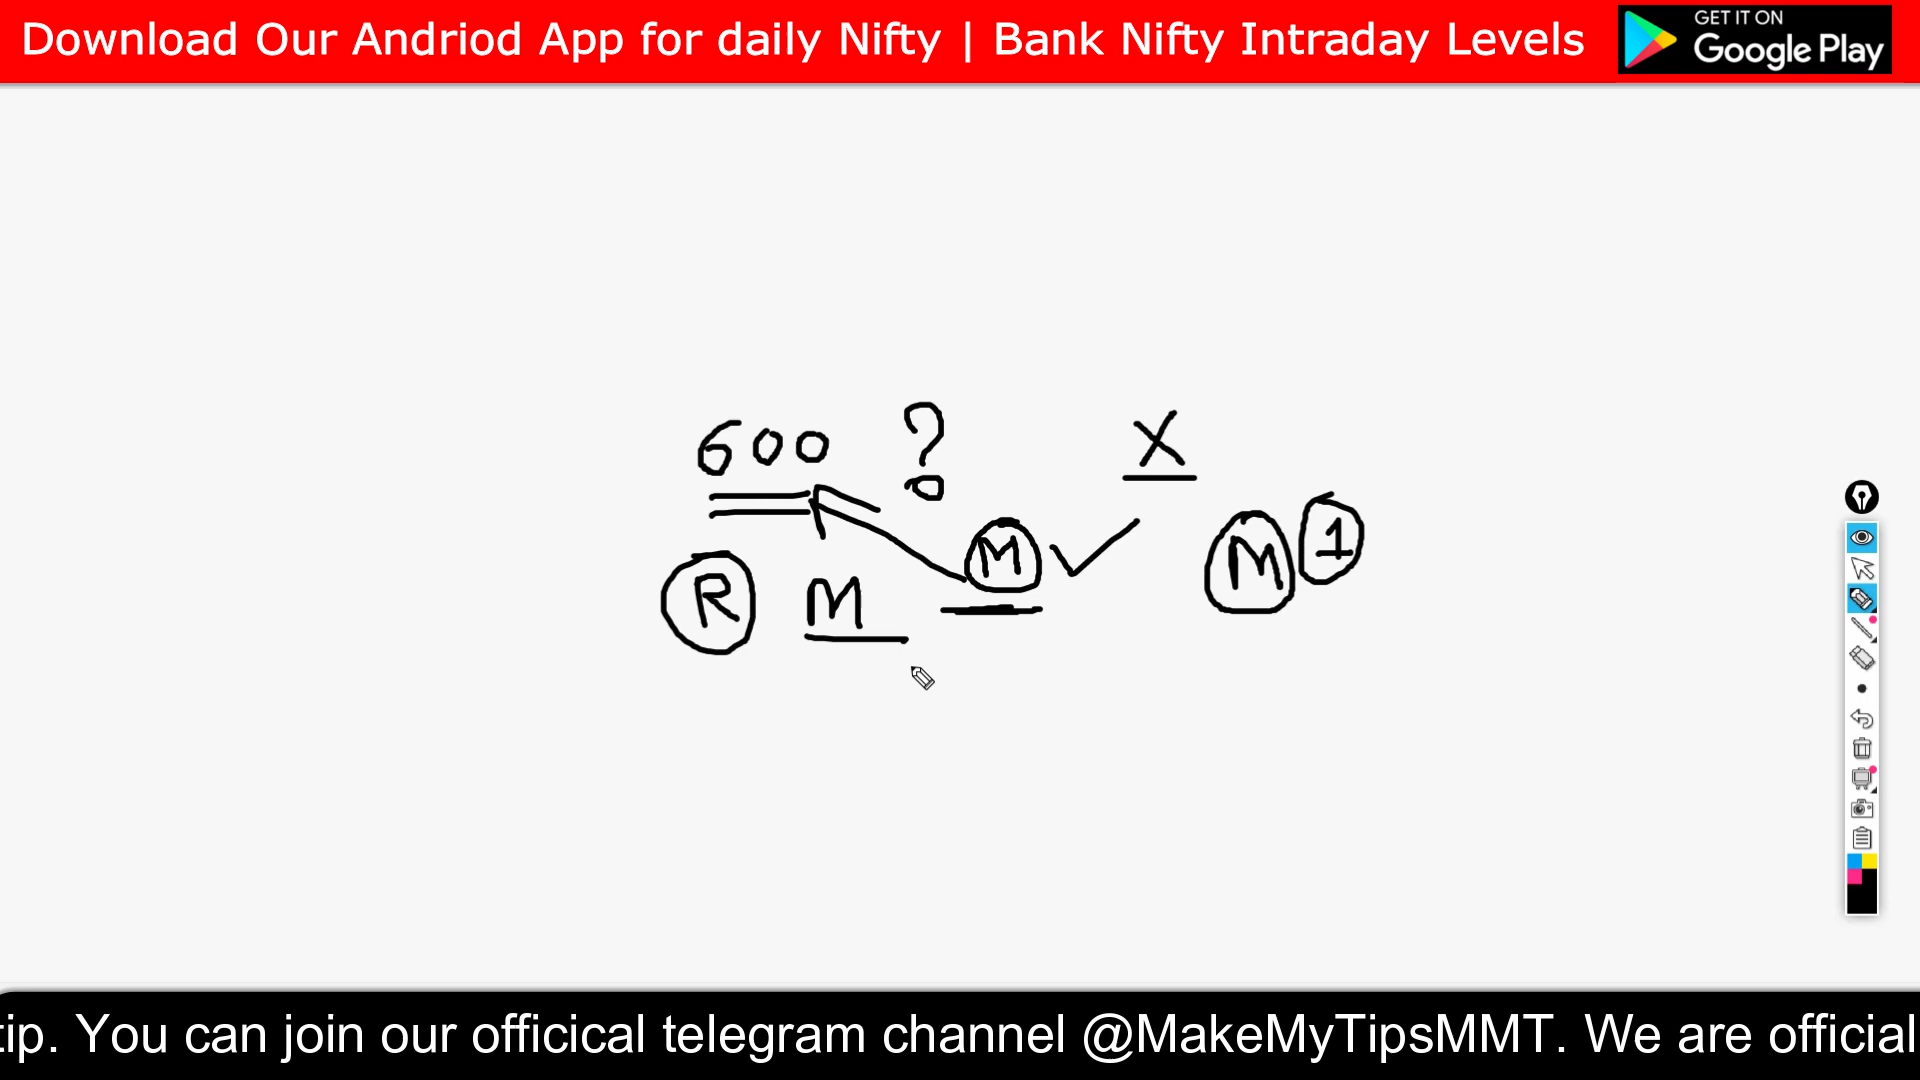 Download Our Andriod App for daily Nifty | Bank Nifty Intraday Levels
GET IT ON
Google Play
600 ? X
R M M M 1
tip. You can join our officical telegram channel @MakeMyTipsMMT. We are official